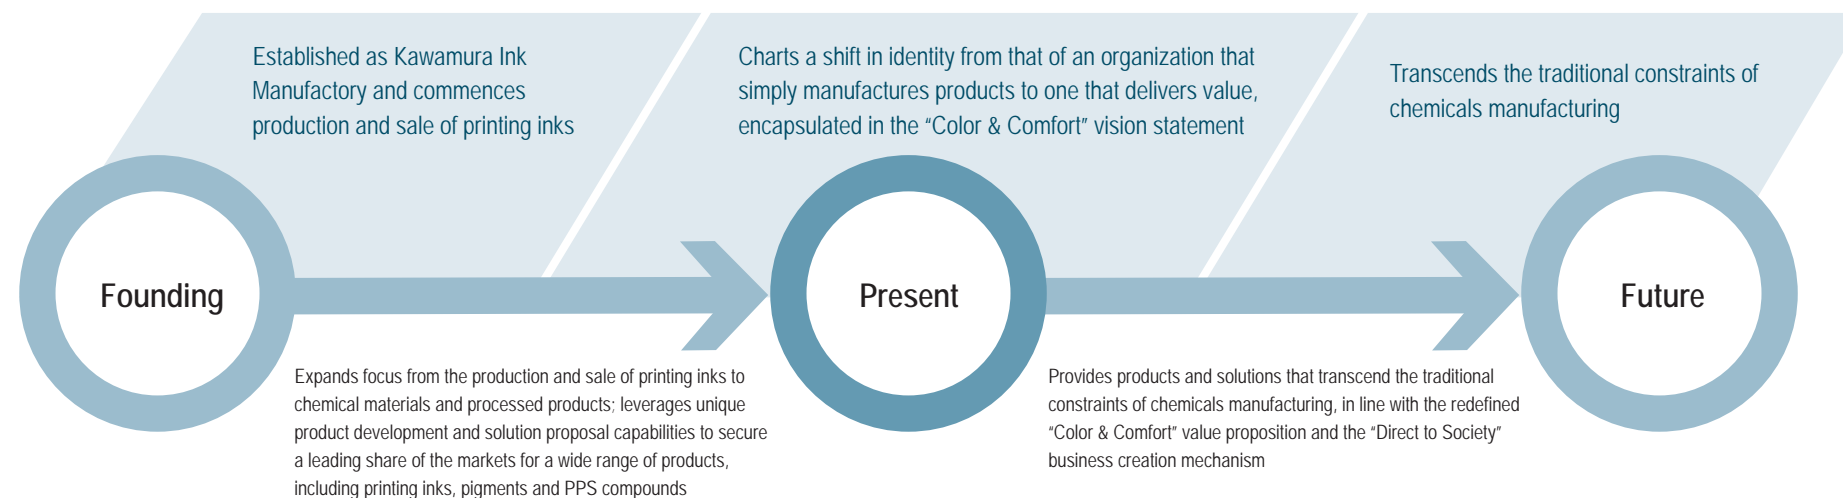 Established as Kawamura Ink
Manufactory and commences
production and sale of printing inks
Charts a shift in identity from that of an organization that
simply manufactures products to one that delivers value,
encapsulated in the “Color & Comfort” vision statement
Transcends the traditional constraints of
chemicals manufacturing
Founding
Present
Future
Expands focus from the production and sale of printing inks to
chemical materials and processed products; leverages unique
product development and solution proposal capabilities to secure
a leading share of the markets for a wide range of products,
including printing inks, pigments and PPS compounds
Provides products and solutions that transcend the traditional
constraints of chemicals manufacturing, in line with the redefined
“Color & Comfort” value proposition and the “Direct to Society”
business creation mechanism